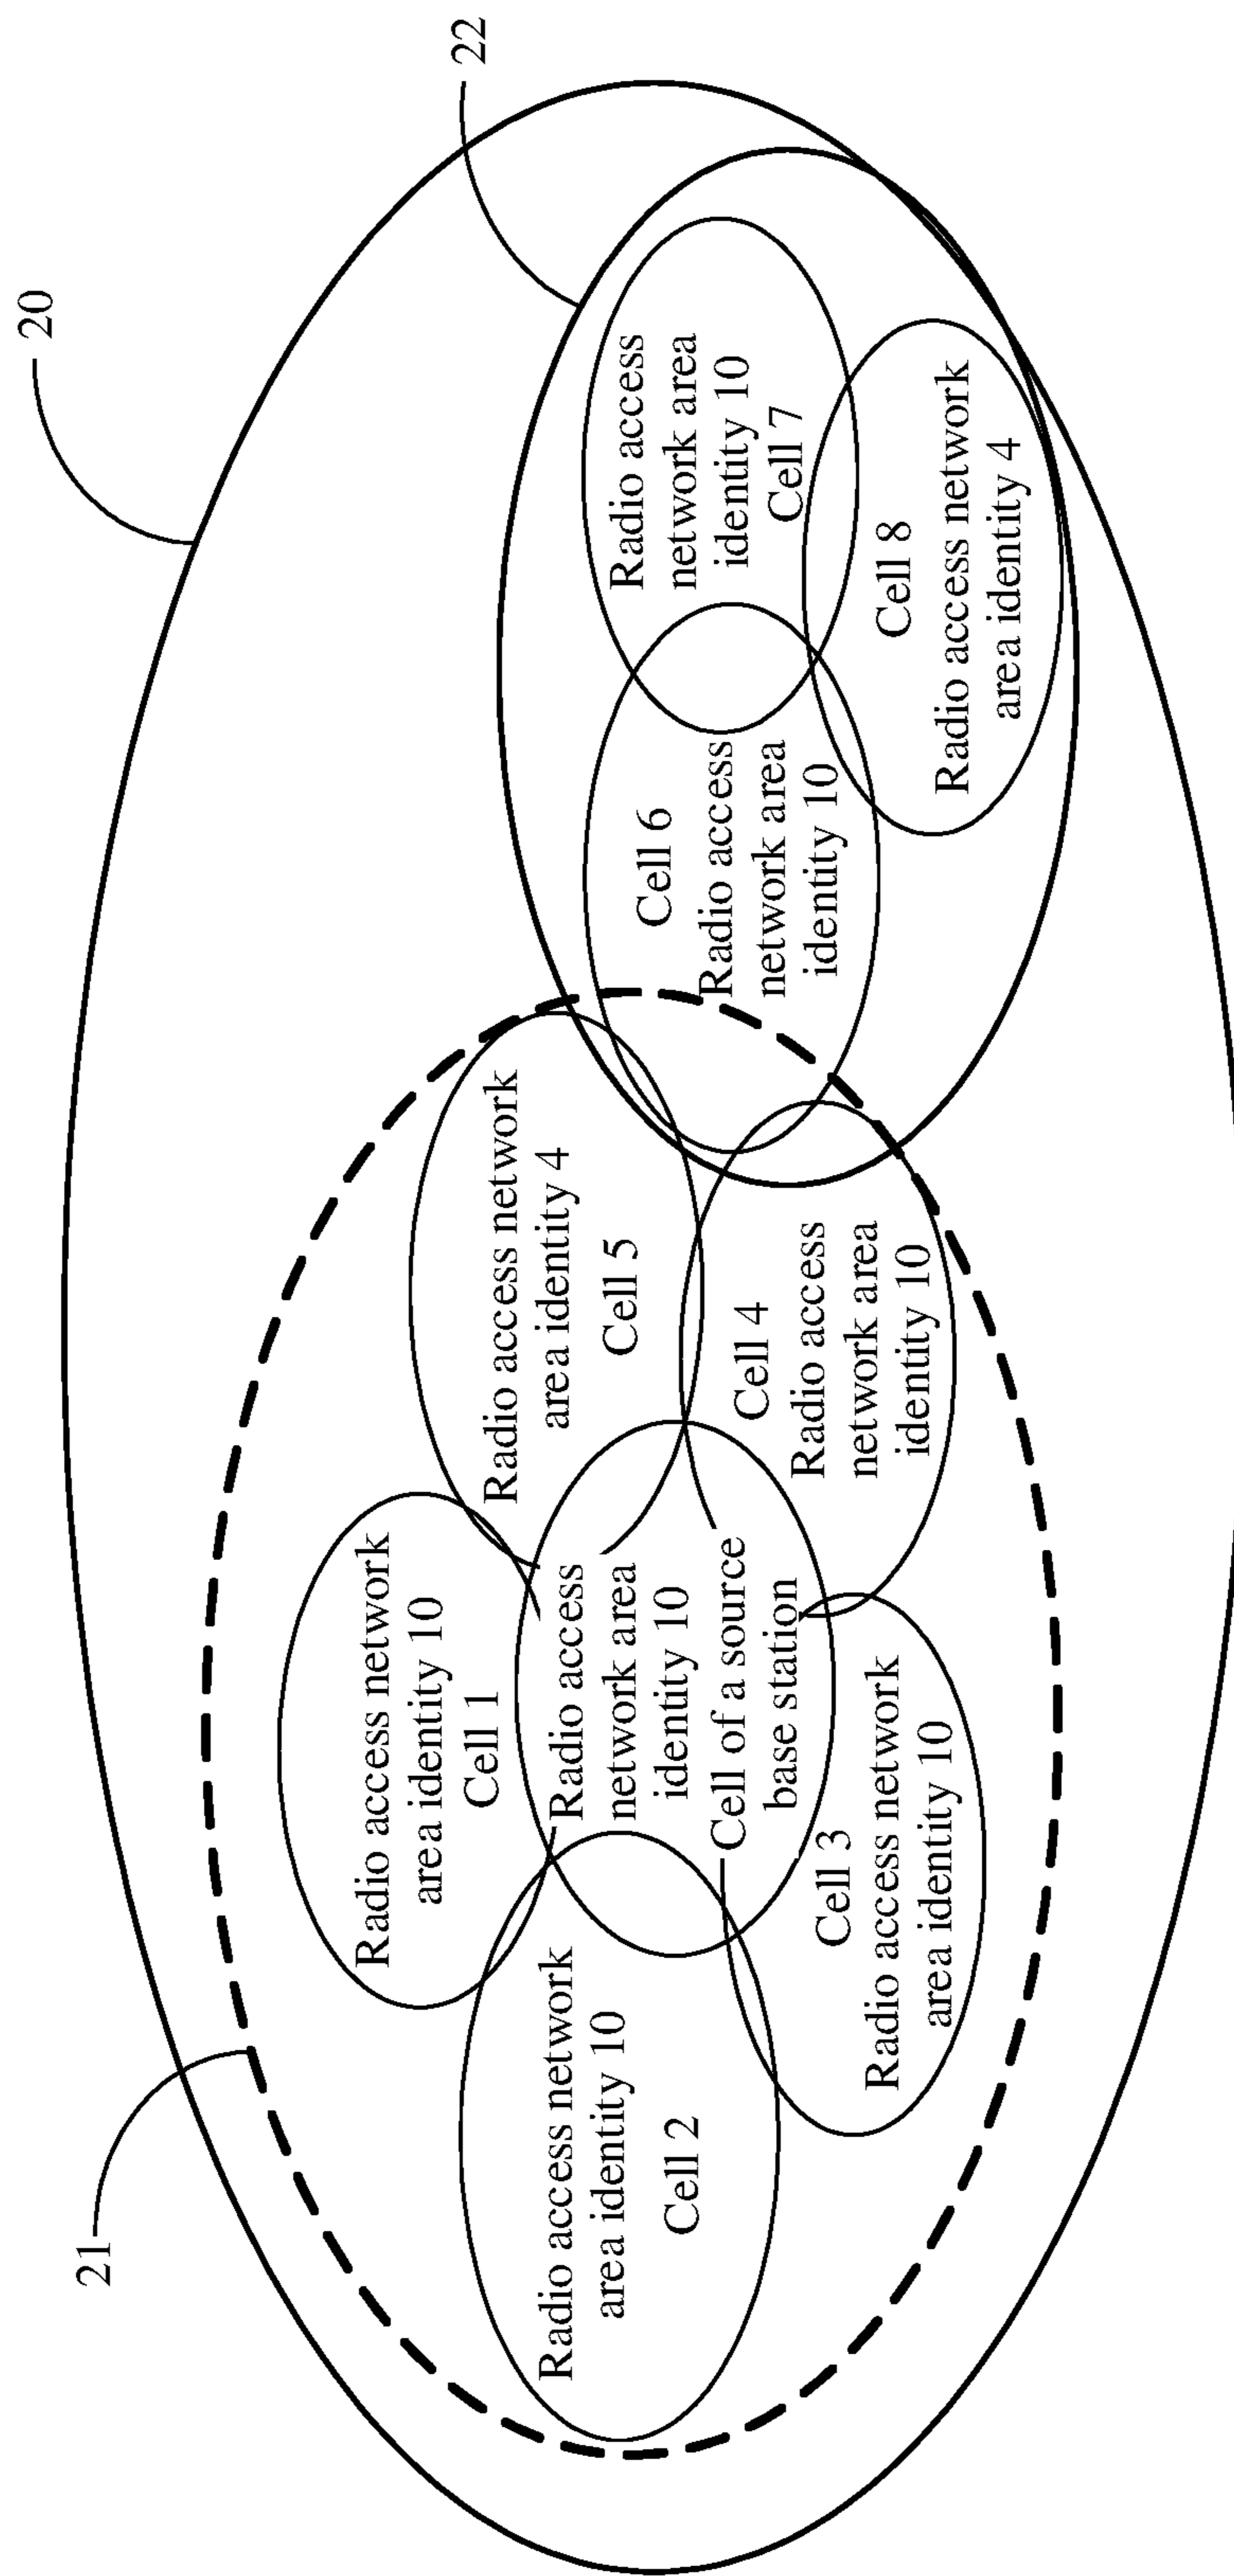 20
22
21
Radio access network
area identity 10
Cell 1
Radio access network
area identity 4
Cell 5
Radio access network
area identity 10
Cell 2
Radio access
network area
identity 10
Cell of a source
base station
Cell 3
Radio access network
area identity 10
Cell 4
Radio access
network area
identity 10
Cell 6
Radio access
network area
identity 10
Radio access
network area
identity 10
Cell 7
Cell 8
Radio access network
area identity 4